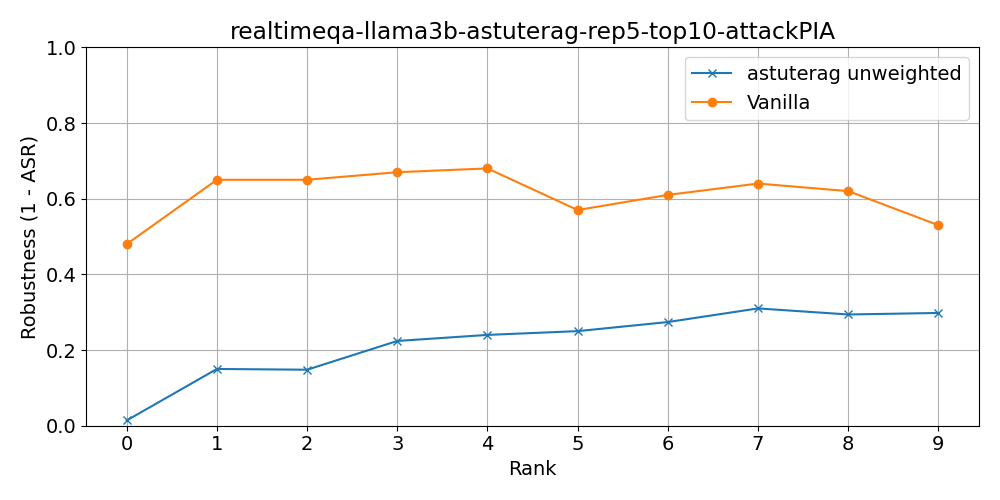 realtimeqa-llama3b-astuterag-rep5-top10-attackPIA
astuterag unweighted
Vanilla
Robustness (1 - ASR)
1.0
0.8
0.6
0.4
0.2
0.0
0 1 2 3 4 5 6 7 8 9
Rank